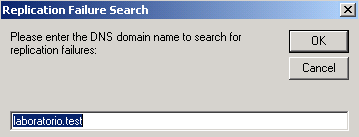 Replication Failure Search
Please enter the DNS domain name to search for
replication failures:
OK
Cancel
laboratorio.test